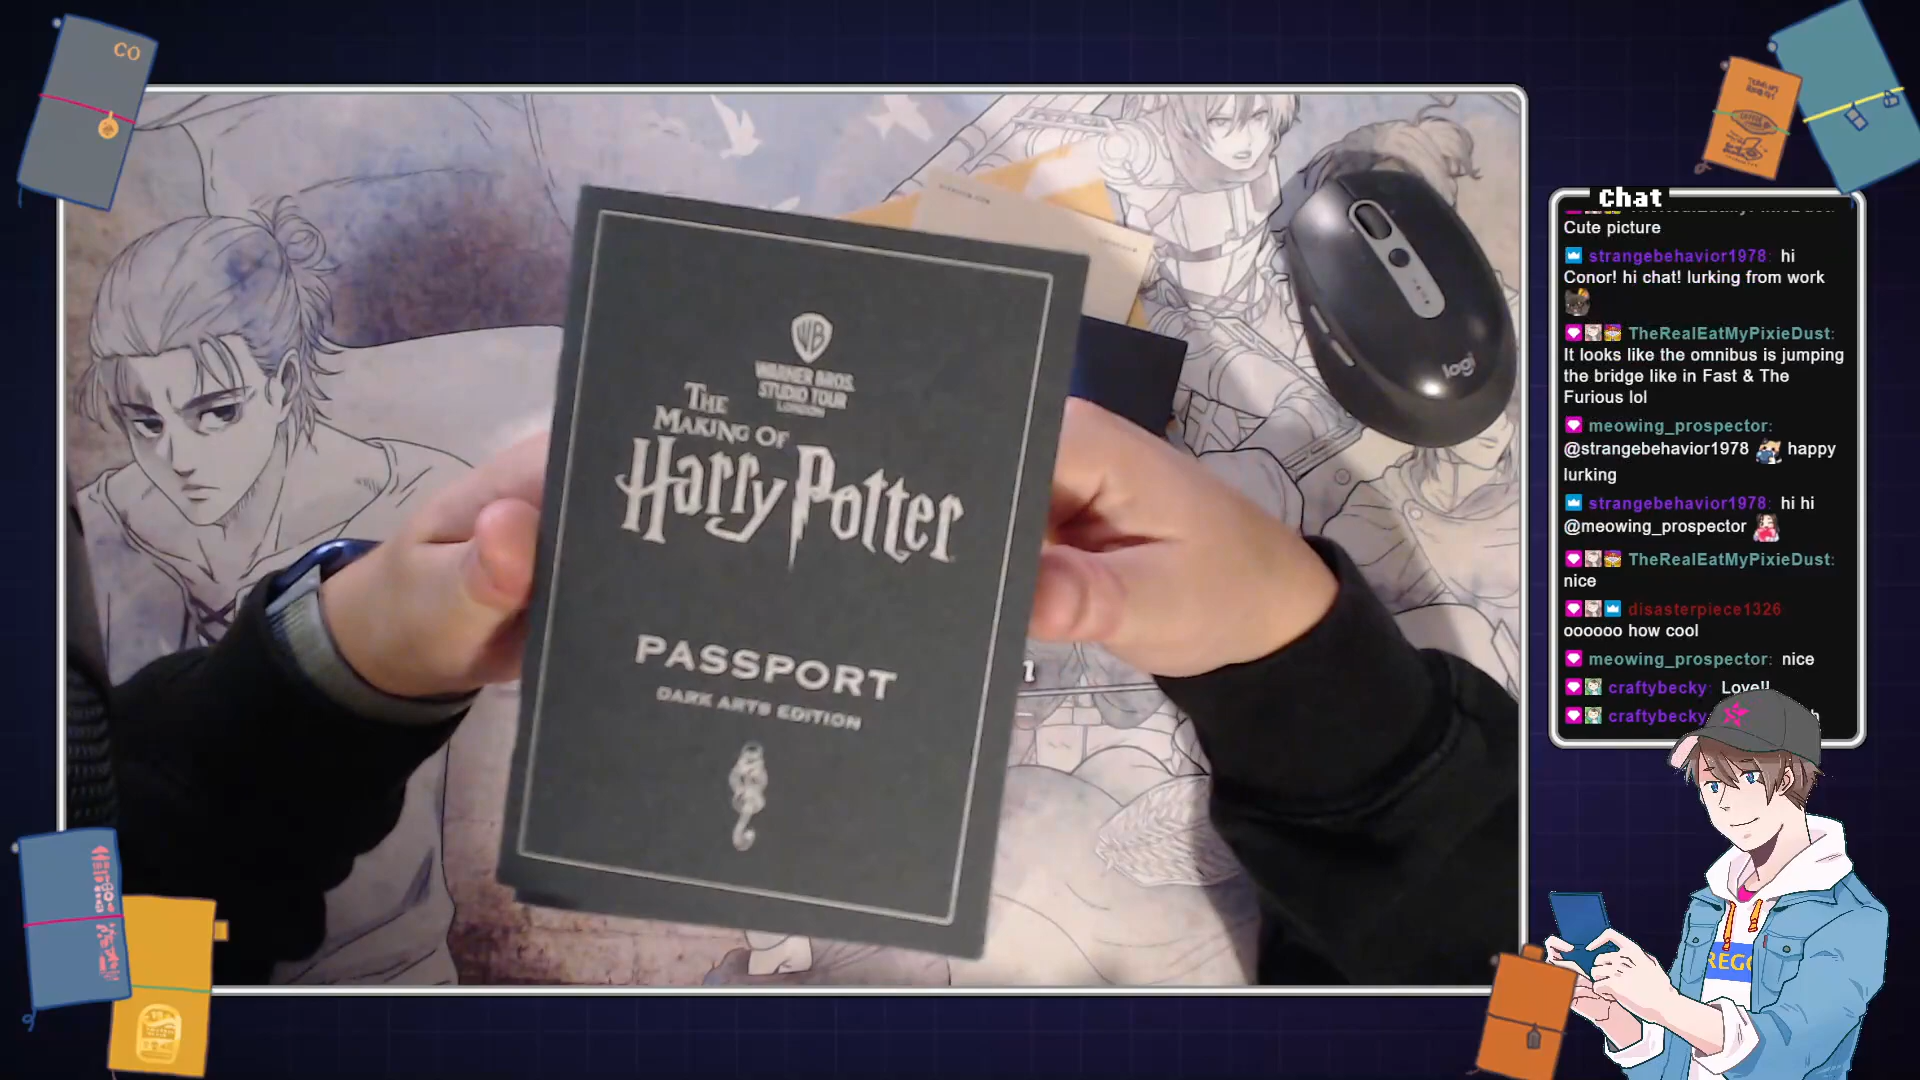 CO
WB
WARNER BROS.
STUDIO TOUR
LONDON
THE
MAKING OF
Harry Potter
PASSPORT
DARK ARTS EDITION
logi
chat
Cute picture
strangebehavior1978: hi
Conor! hi chat! lurking from work
TheRealEatMyPixieDust:
It looks like the omnibus is jumping
the bridge like in Fast & The
Furious lol
meowing_prospector:
@strangebehavior1978 happy
lurking
strangebehavior1978: hi hi
@meowing_prospector
TheRealEatMyPixieDust:
nice
disasterpiece1326
oooooo how cool
meowing_prospector: nice
craftybecky: Love!!
craftybecky
REGO